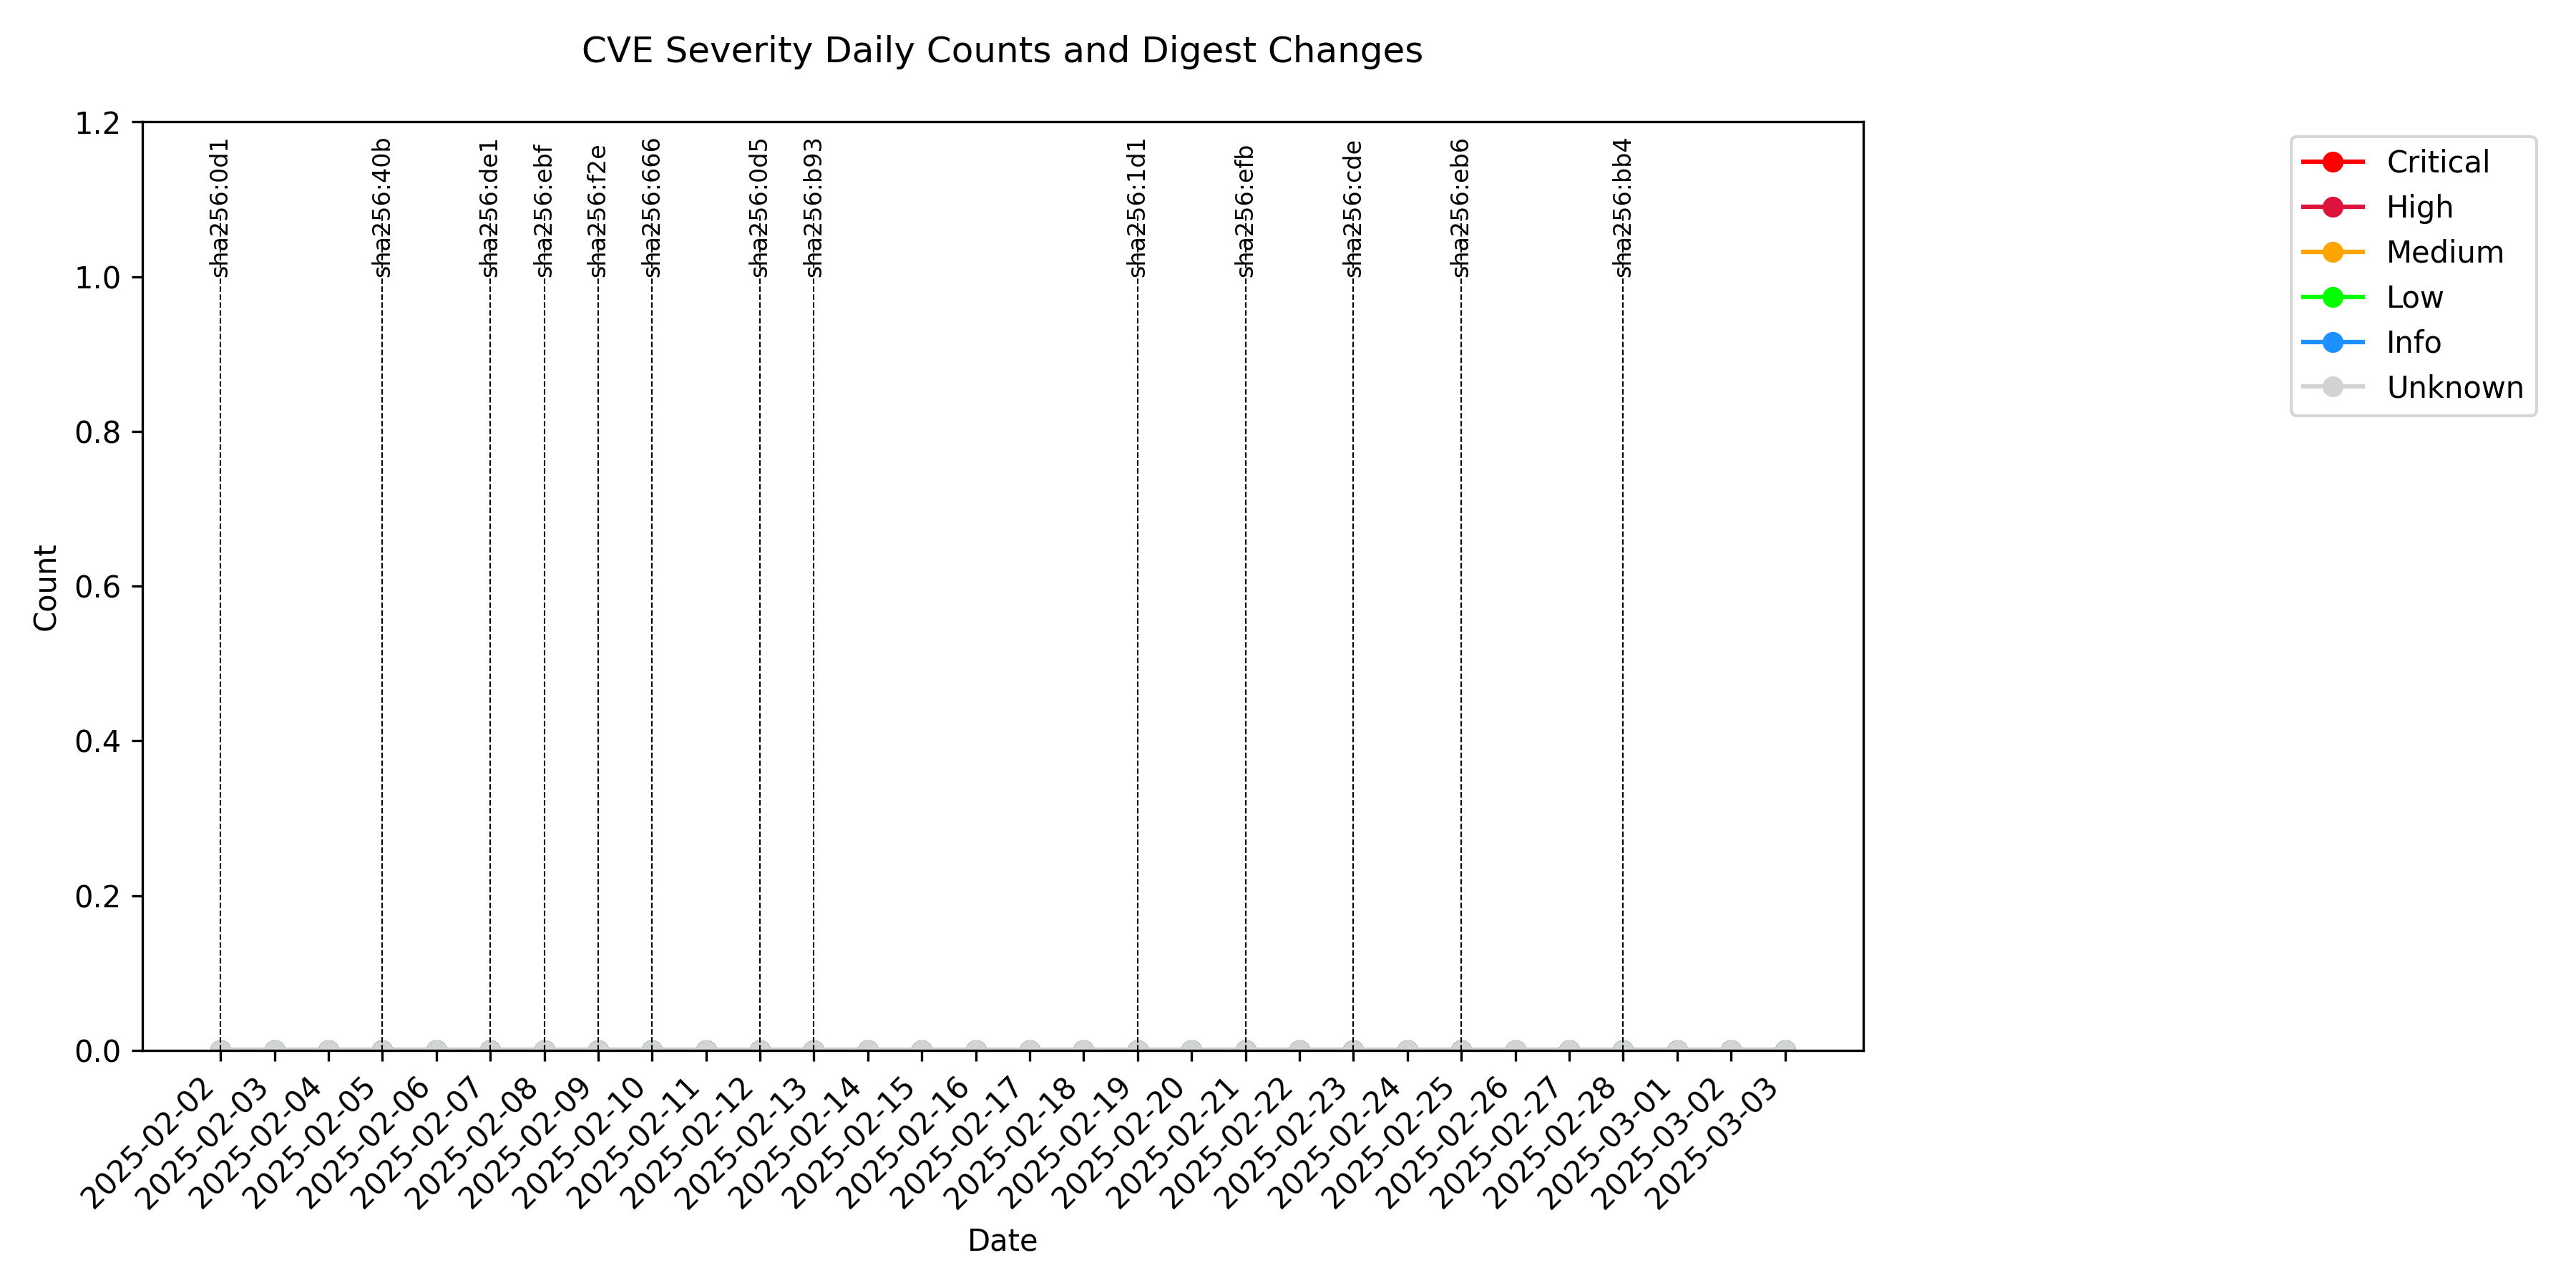 CVE Severity Daily Counts and Digest Changes
1.2
1.0
0.8
0.6
0.4
0.2
0.0
Count
sha256:0d1
sha256:40b
sha256:de1
sha256:ebf
sha256:f2e
sha256:666
sha256:0d5
sha256:b93
sha256:1d1
sha256:efb
sha256:cde
sha256:eb6
sha256:bb4
Critical
High
Medium
Low
Info
Unknown
2025-02-02
2025-02-03
2025-02-04
2025-02-05
2025-02-06
2025-02-07
2025-02-08
2025-02-09
2025-02-10
2025-02-11
2025-02-12
2025-02-13
2025-02-14
2025-02-15
2025-02-16
2025-02-17
2025-02-18
2025-02-19
2025-02-20
2025-02-21
2025-02-22
2025-02-23
2025-02-24
2025-02-25
2025-02-26
2025-02-27
2025-02-28
2025-03-01
2025-03-02
2025-03-03
Date